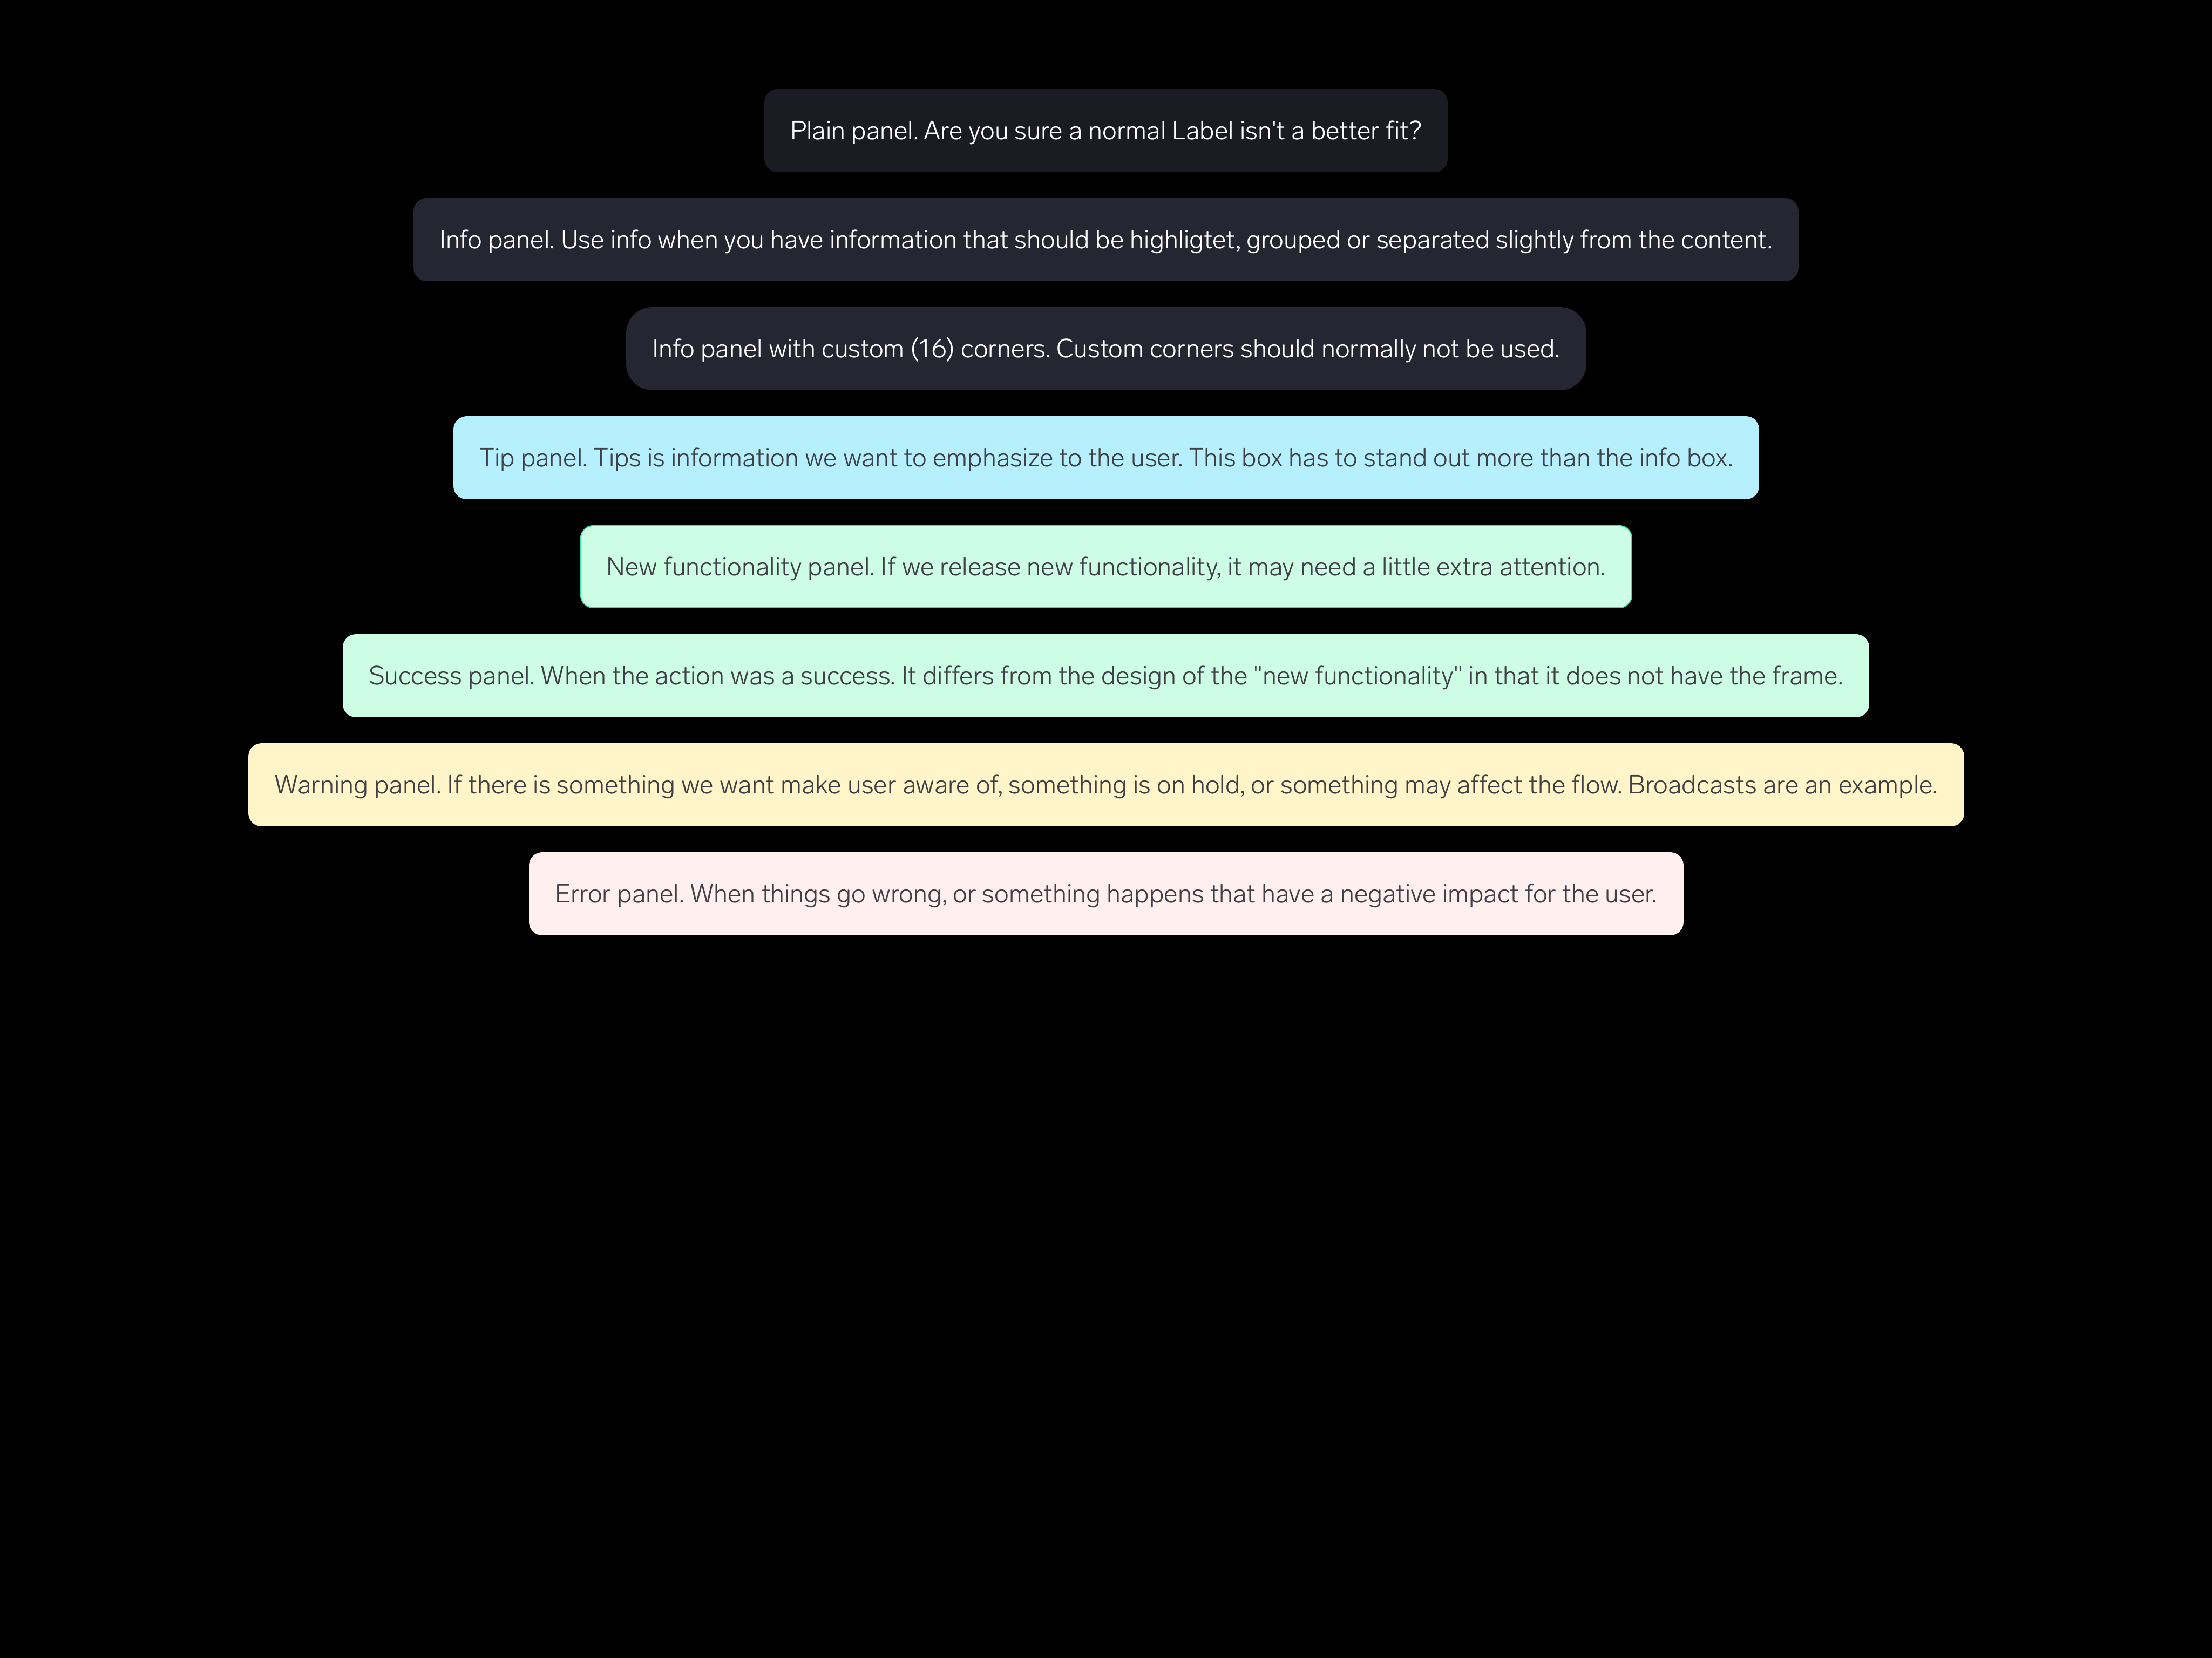 Plain panel. Are you sure a normal Label isn't a better fit?
Info panel. Use info when you have information that should be highligtet, grouped or separated slightly from the content.
Info panel with custom (16) corners. Custom corners should normally not be used.
Tip panel. Tips is information we want to emphasize to the user. This box has to stand out more than the info box.
New functionality panel. If we release new functionality, it may need a little extra attention.
Success panel. When the action was a success. It differs from the design of the "new functionality" in that it does not have the frame.
Warning panel. If there is something we want make user aware of, something is on hold, or something may affect the flow. Broadcasts are an example.
Error panel. When things go wrong, or something happens that have a negative impact for the user.